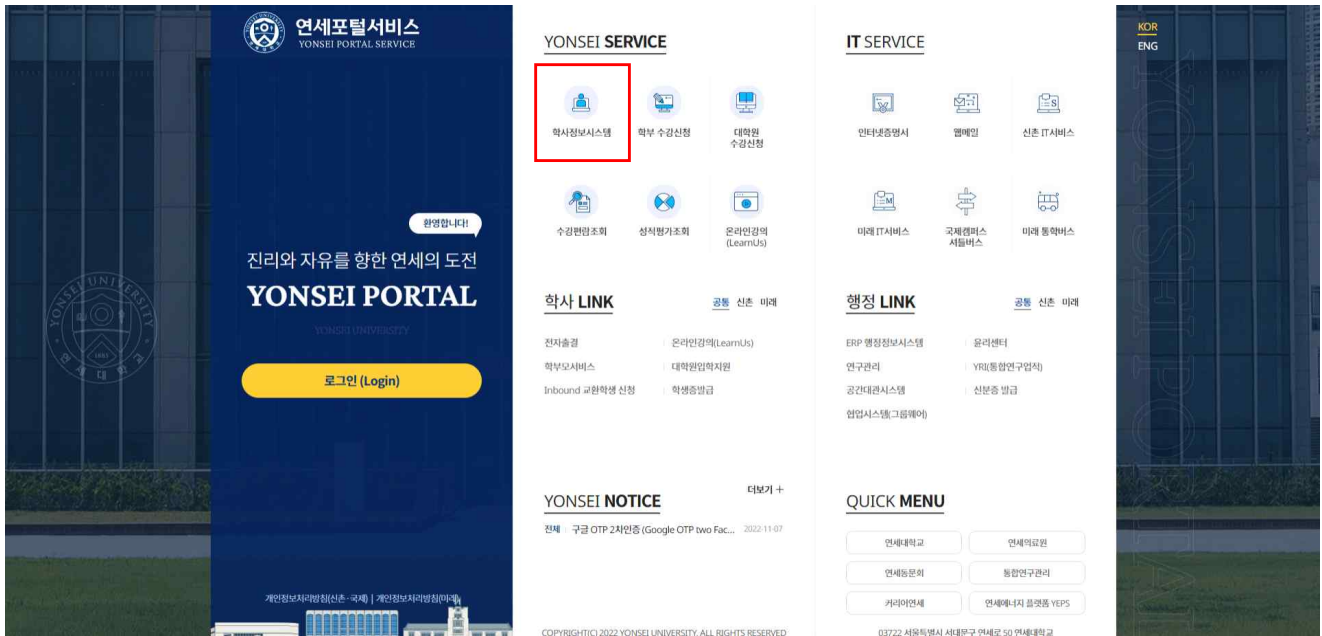 연세포털서비스
YONSEI PORTAL SERVICE
환영합니다!
진리와 자유를 향한 연세의 도전
YONSEI PORTAL
YONSEI UNIVERSITY
로그인 (Login)
개인정보처리방침(신촌·국제) | 개인정보처리방침(미래)
YONSEI SERVICE
학사정보시스템
학부 수강신청
대학원
수강신청
수강편람조회
성적평가조회
온라인강의
(LearnUs)
IT SERVICE
인터넷증명서
웹메일
신촌 IT서비스
미래 IT서비스
국제캠퍼스
셔틀버스
미래 통학버스
학사 LINK
공통 신촌 미래
전자출결
온라인강의(LearnUs)
학부모서비스
대학원입학지원
Inbound 교환학생 신청
학생증발급
행정 LINK
공통 신촌 미래
ERP 행정정보시스템
윤리센터
연구관리
YRI(통합연구업적)
공간대관시스템
신분증 발급
협업시스템(그룹웨어)
YONSEI NOTICE
더보기 +
전체 구글 OTP 2차인증 (Google OTP two Fac... 2022-11-07
QUICK MENU
연세대학교
연세의료원
연세동문회
통합연구관리
커리어연세
연세에너지 플랫폼 YEPS
COPYRIGHT(C) 2022 YONSEI UNIVERSITY. ALL RIGHTS RESERVED
03722 서울특별시 서대문구 연세로 50 연세대학교
KOR
ENG
YONSEI PORTAL